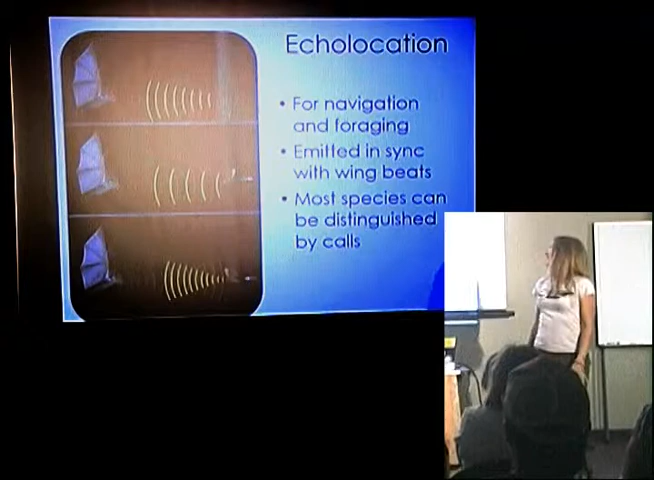 Echolocation
• For navigation
and foraging
• Emitted in sync
with wing beats
• Most species can
be distinguished
by calls